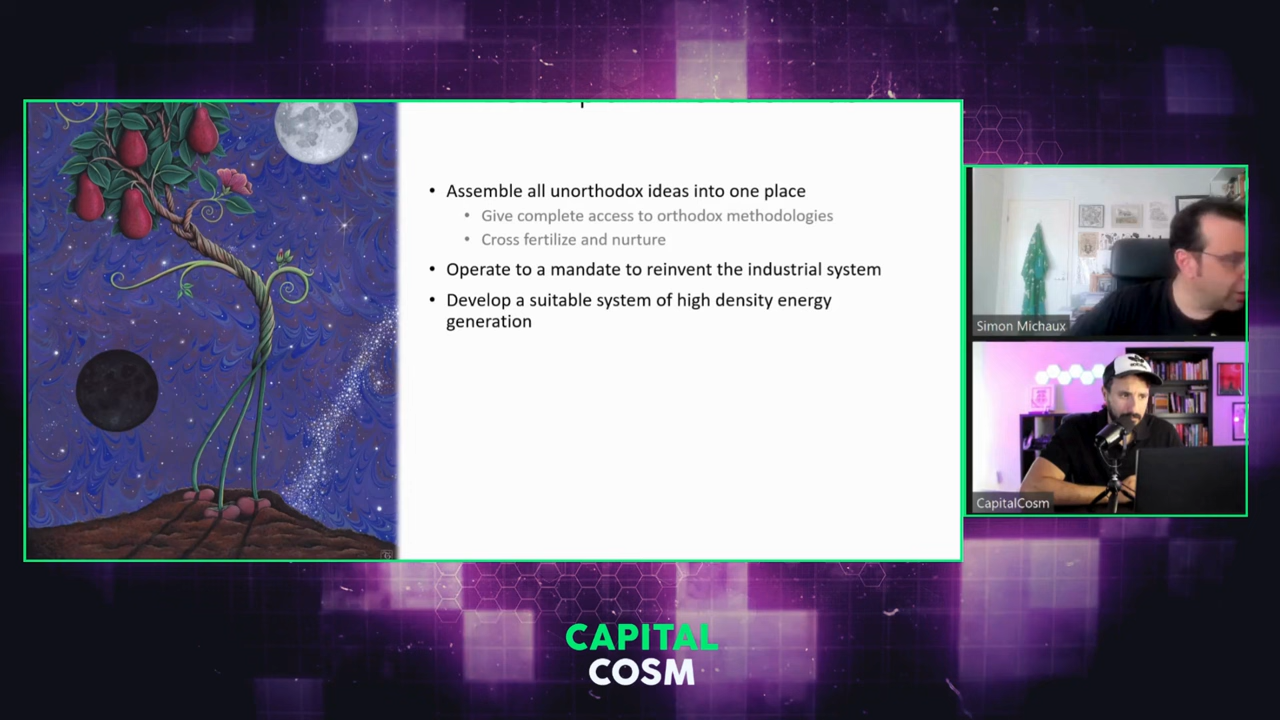 • Assemble all unorthodox ideas into one place
• Give complete access to orthodox methodologies
• Cross fertilize and nurture
• Operate to a mandate to reinvent the industrial system
• Develop a suitable system of high density energy
generation
Simon Michaux
CapitalCosm
CAPITAL
COSM